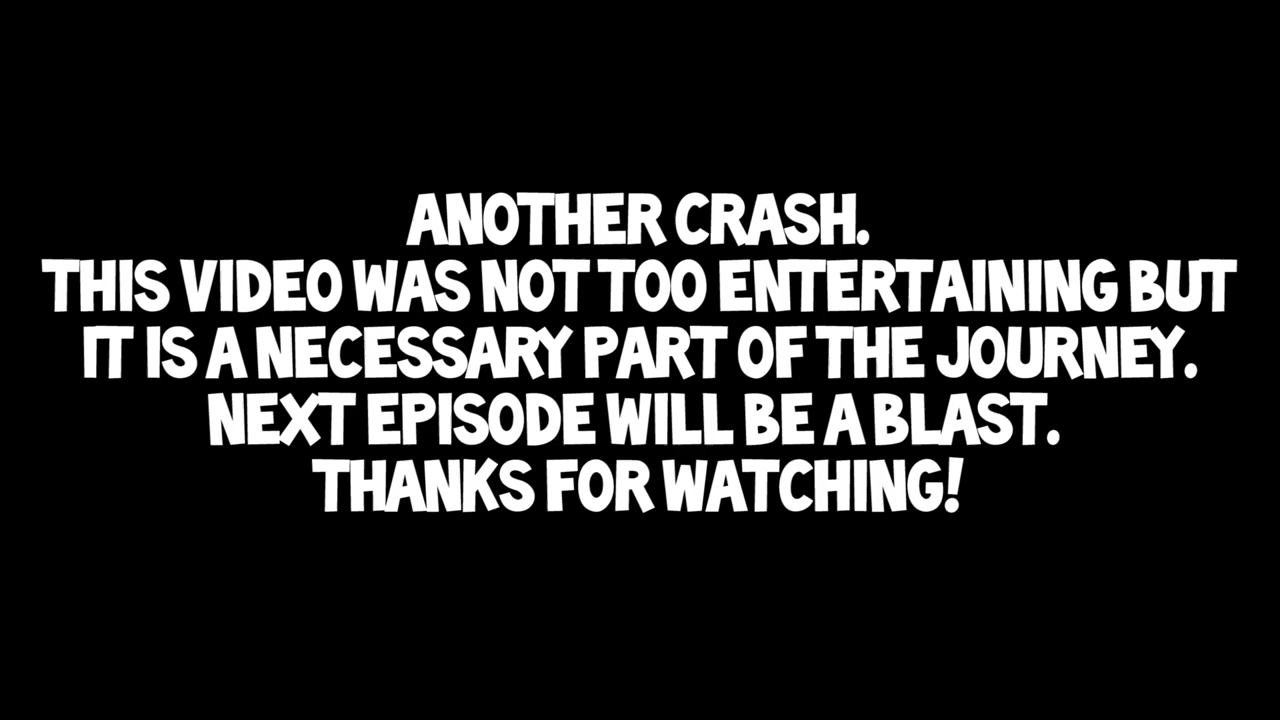 ANOTHER CRASH.
THIS VIDEO WAS NOT TOO ENTERTAINING BUT
IT IS A NECESSARY PART OF THE JOURNEY.
NEXT EPISODE WILL BE A BLAST.
THANKS FOR WATCHING!